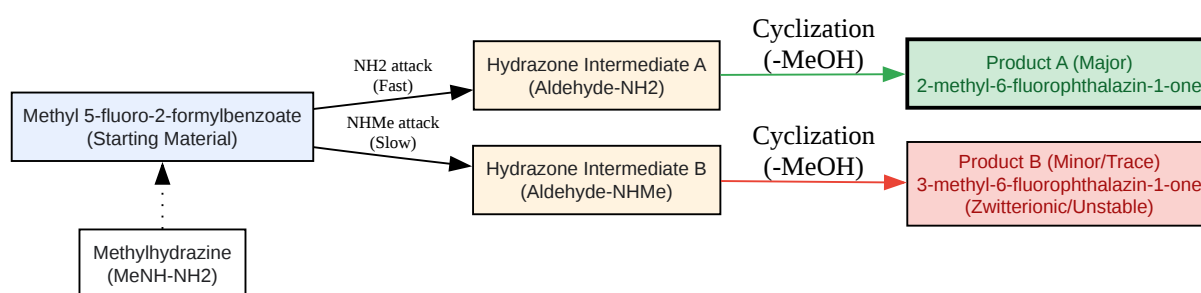 Methyl 5-fluoro-2-formylbenzoate
(Starting Material)
Methylhydrazine
(MeNH-NH2)
NH2 attack
(Fast)
NHMe attack
(Slow)
Hydrazone Intermediate A
(Aldehyde-NH2)
Hydrazone Intermediate B
(Aldehyde-NHMe)
Cyclization
(-MeOH)
Cyclization
(-MeOH)
Product A (Major)
2-methyl-6-fluorophthalazin-1-one
Product B (Minor/Trace)
3-methyl-6-fluorophthalazin-1-one
(Zwitterionic/Unstable)